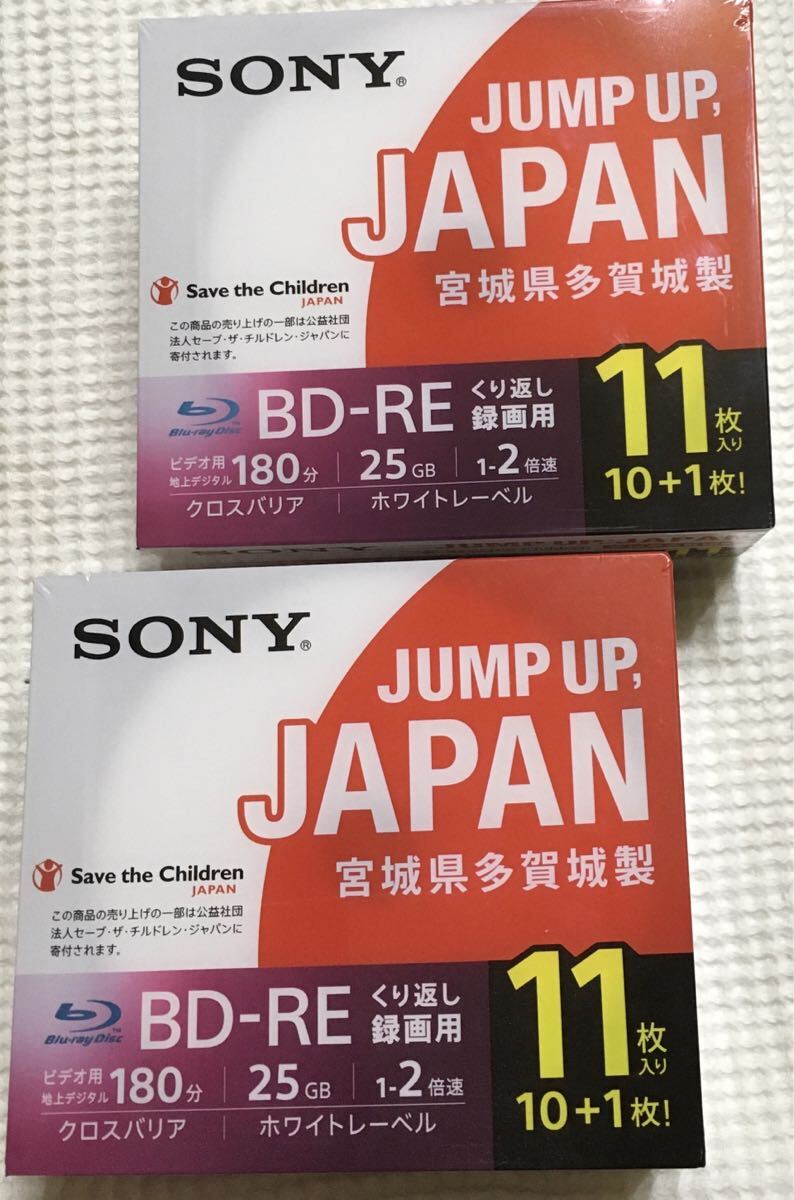 SONY®
JUMP UP,
JAPAN
宮城県多賀城製
Save the Children
JAPAN
この商品の売り上げの一部は公益社団
法人セーブ・ザ・チルドレン・ジャパンに
寄付されます。
Blu-ray Disc™
BD-RE
くり返し
録画用
ビデオ用
地上デジタル
180分
25GB
1-2倍速
クロスバリア
ホワイトレーベル
11枚
入り
10+1枚!
SONY
JUMP UP, JAPAN
11
SONY®
JUMP UP,
JAPAN
宮城県多賀城製
Save the Children
JAPAN
この商品の売り上げの一部は公益社団
法人セーブ・ザ・チルドレン・ジャパンに
寄付されます。
Blu-ray Disc™
BD-RE
くり返し
録画用
ビデオ用
地上デジタル
180分
25GB
1-2倍速
クロスバリア
ホワイトレーベル
11枚
入り
10+1枚!